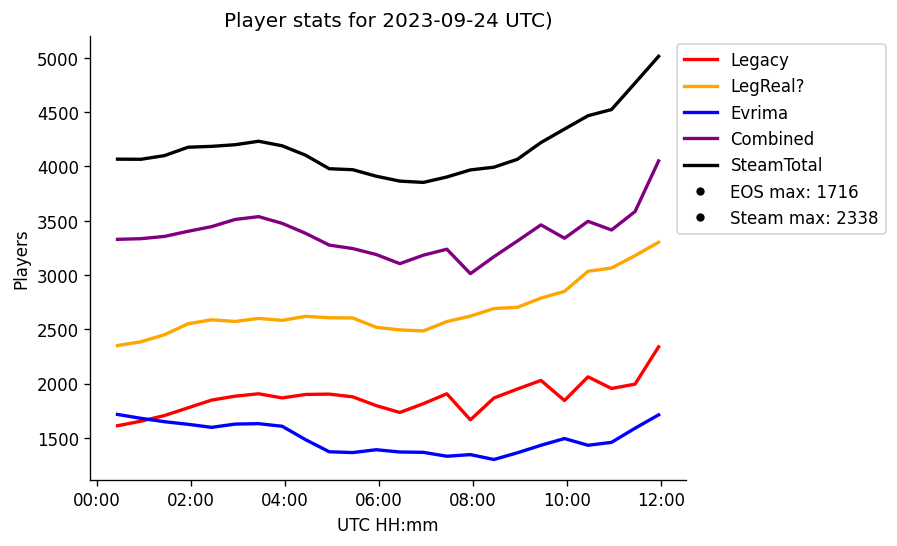 Player stats for 2023-09-24 UTC)
5000
4500
4000
3500
3000
2500
2000
1500
Players
00:00 02:00 04:00 06:00 08:00 10:00 12:00
UTC HH:mm
Legacy
LegReal?
Evrima
Combined
SteamTotal
EOS max: 1716
Steam max: 2338